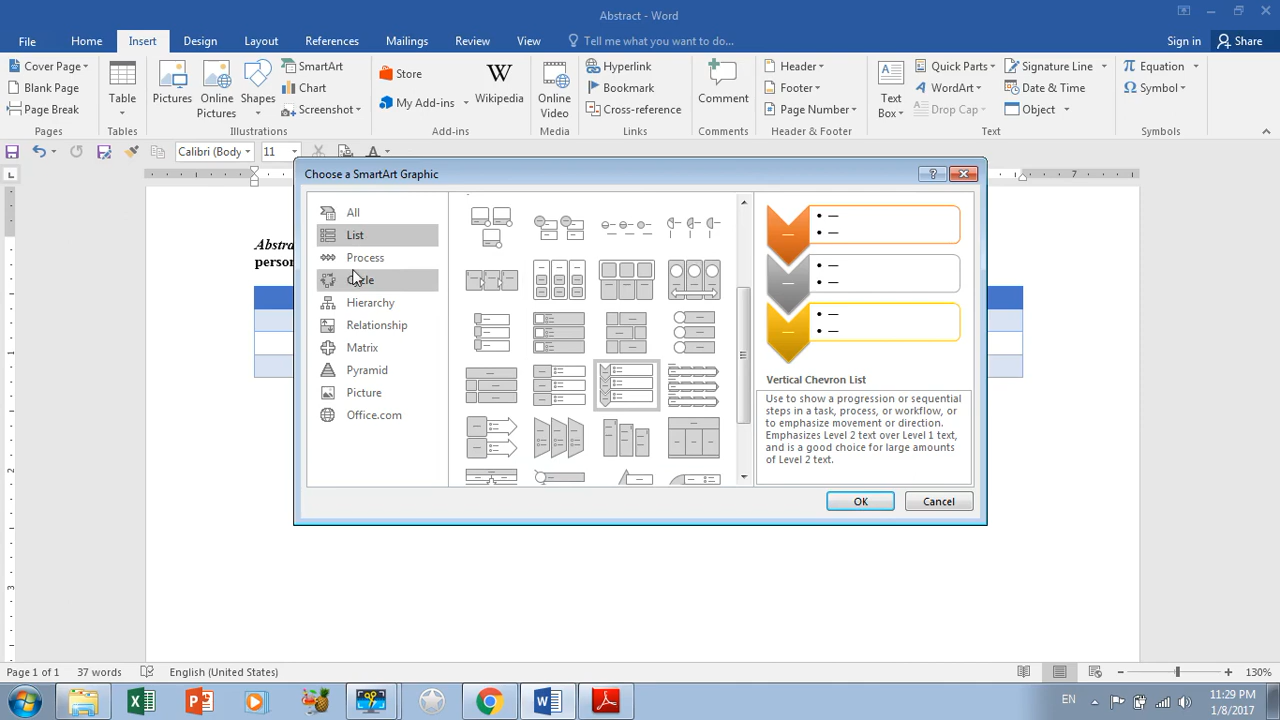 Abstract - Word
File Home Insert Design Layout References Mailings Review View Tell me what you want to do... Sign in Share
Cover Page
Blank Page
Page Break
Pages
Table
Tables
Pictures
Online Pictures
Shapes
SmartArt
Chart
Screenshot
Illustrations
Store
My Add-ins
Wikipedia
Add-ins
Online Video
Media
Hyperlink
Bookmark
Cross-reference
Links
Comment
Comments
Header
Footer
Page Number
Header & Footer
Text Box
Quick Parts
WordArt
Drop Cap
Signature Line
Date & Time
Object
Text
Equation
Symbol
Symbols
Calibri (Body 11
Choose a SmartArt Graphic
All
List
Process
Cycle
Hierarchy
Relationship
Matrix
Pyramid
Picture
Office.com
Vertical Chevron List
Use to show a progression or sequential
steps in a task, process, or workflow, or
to emphasize movement or direction.
Emphasizes Level 2 text over Level 1 text,
and is a good choice for large amounts
of Level 2 text.
OK Cancel
Abstra
person
7
1
2
3
Page 1 of 1 37 words English (United States) 130%
EN 11:29 PM
1/8/2017